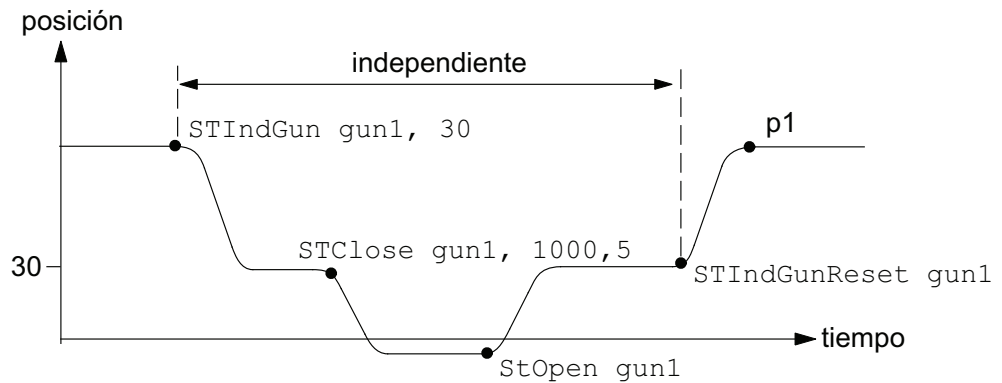 posición
independiente
STIndGun gun1, 30
p1
STClose gun1, 1000,5
30
STIndGunReset gun1
tiempo
StOpen gun1